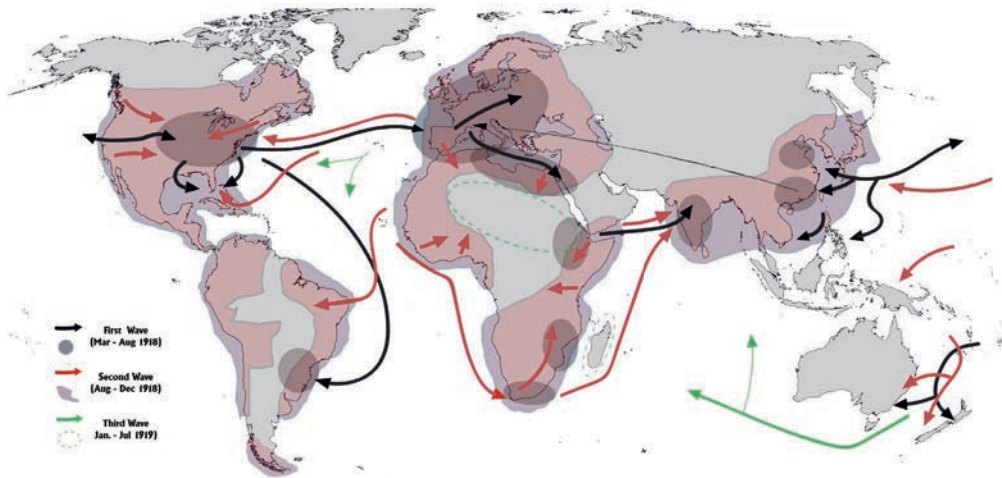 First Wave
(Mar - Aug 1918)
Second Wave
(Aug - Dec 1918)
Third Wave
Jan. - Jul 1919)